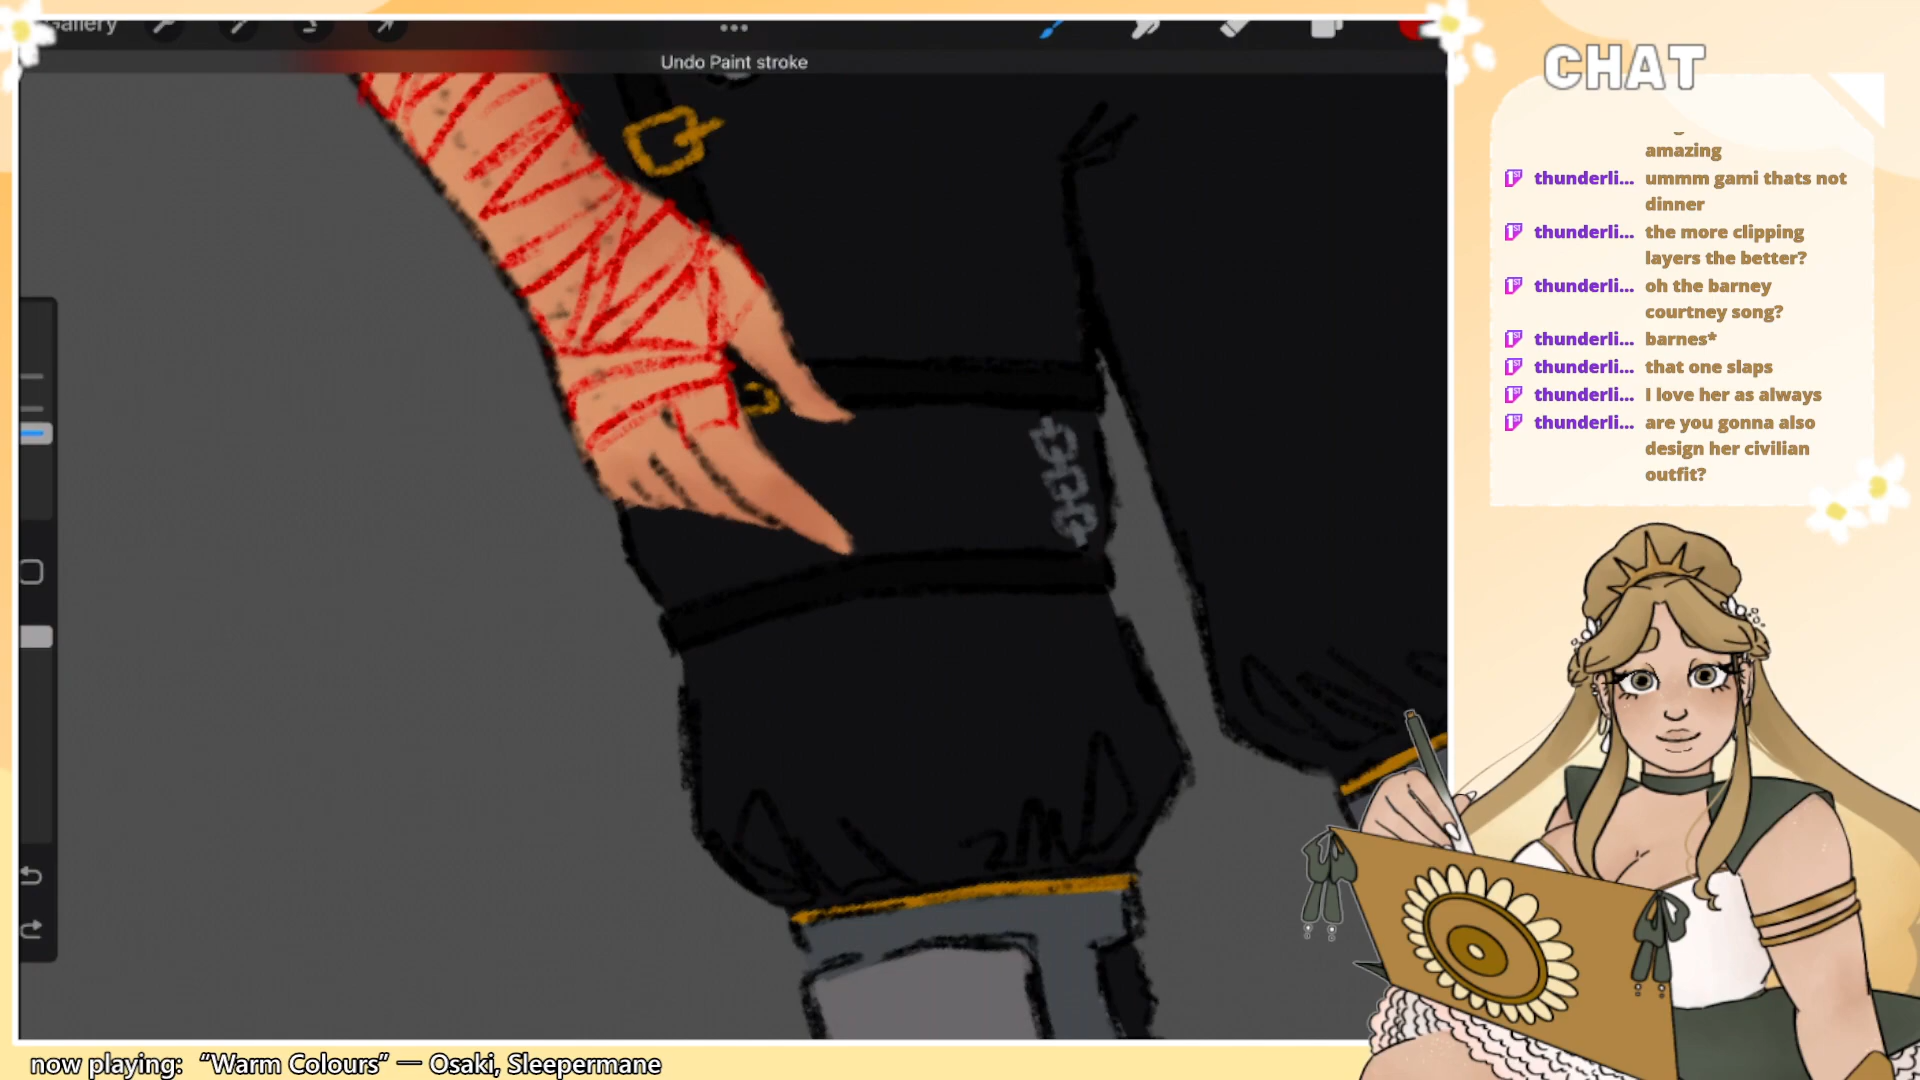 Gallery
Undo Paint stroke
CHAT
amazing
thunderli... ummm gami thats not
dinner
thunderli... the more clipping
layers the better?
thunderli... oh the barney
courtney song?
thunderli... barnes*
thunderli... that one slaps
thunderli... I love her as always
thunderli... are you gonna also
design her civilian
outfit?
now playing: “Warm Colours” — Osaki, Sleepermane